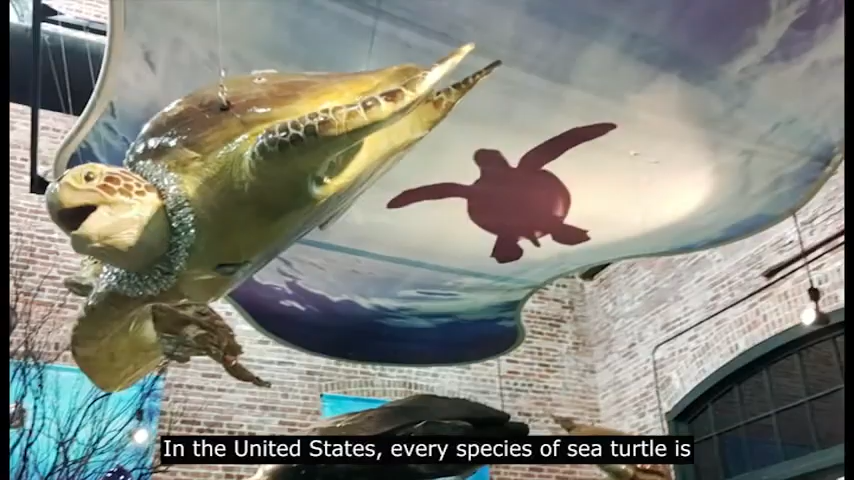 In the United States, every species of sea turtle is